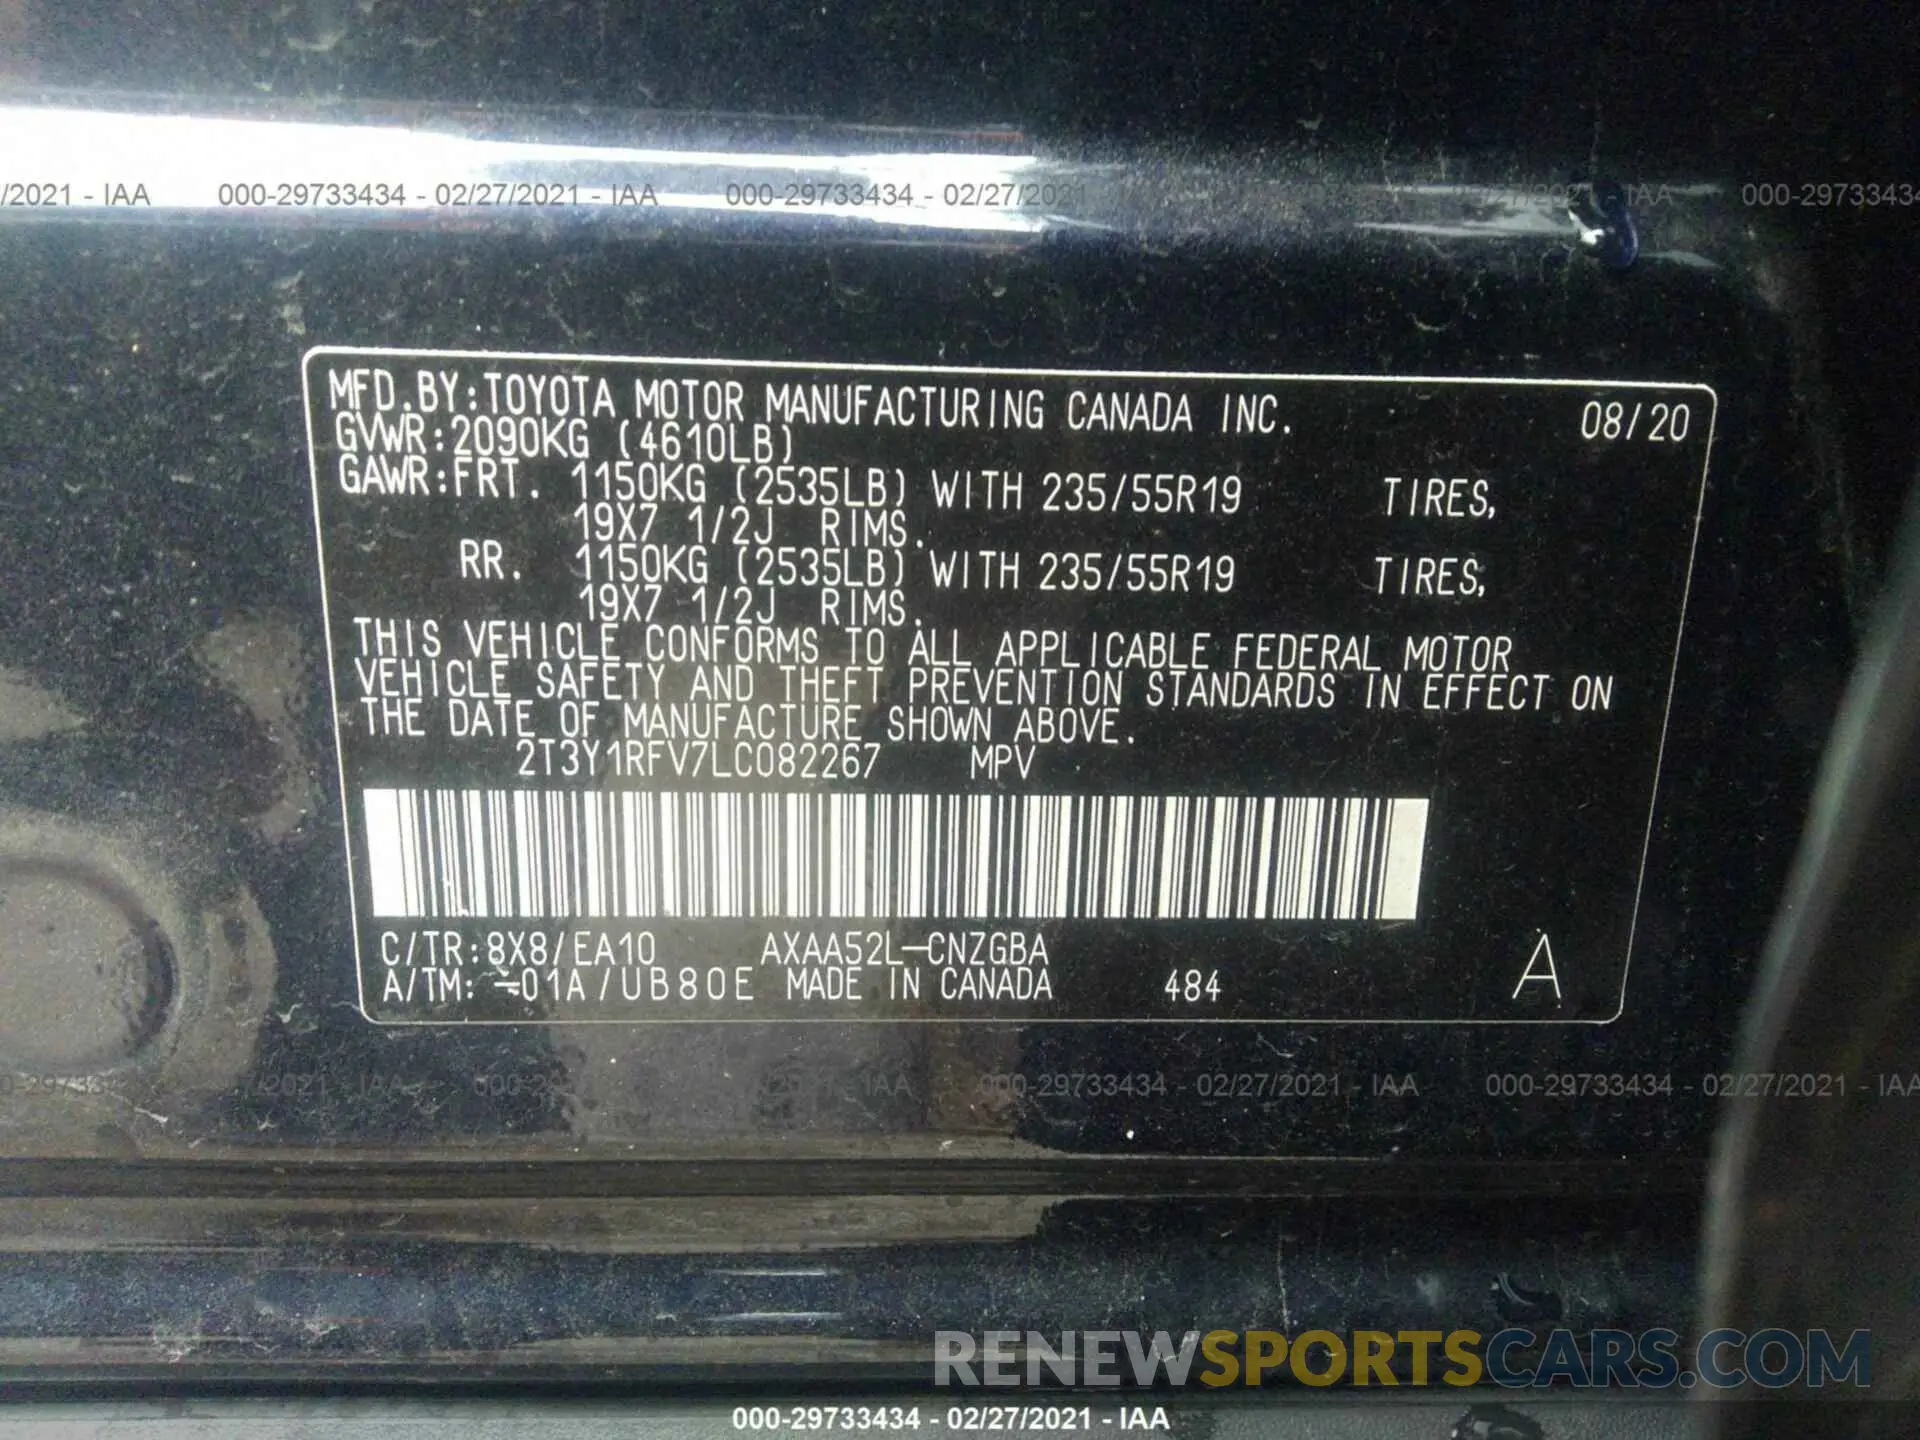 /2021 - IAA 000-29733434 - 02/27/2021 - IAA 000-29733434 - 02/27/2021 - IAA 000-29733434
MFD.BY:TOYOTA MOTOR MANUFACTURING CANADA INC. 08/20
GVWR:2090KG (4610LB)
GAWR:FRT. 1150KG (2535LB) WITH 235/55R19 TIRES,
19X7 1/2J RIMS.
RR. 1150KG (2535LB) WITH 235/55R19 TIRES,
19X7 1/2J RIMS.
THIS VEHICLE CONFORMS TO ALL APPLICABLE FEDERAL MOTOR
VEHICLE SAFETY AND THEFT PREVENTION STANDARDS IN EFFECT ON
THE DATE OF MANUFACTURE SHOWN ABOVE.
2T3Y1RFV7LC082267 MPV
C/TR:8X8/EA10 AXAA52L-CNZGBA
A/TM: -01A/UB80E MADE IN CANADA 484 A
000-29733434 - 02/27/2021 - IAA 000-29733434 - 02/27/2021 - IAA
RENEWSPORTSCARS.COM
000-29733434 - 02/27/2021 - IAA